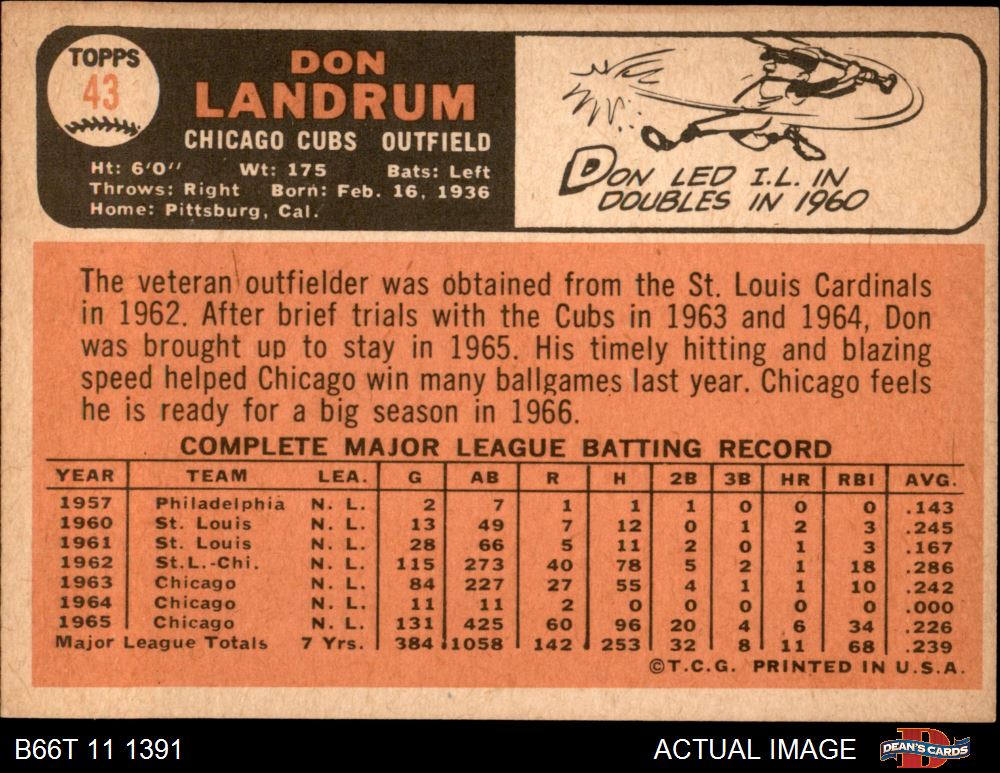 TOPPS
43
DON
LANDRUM
CHICAGO CUBS OUTFIELD
Ht: 6'0" Wt: 175 Bats: Left
Throws: Right Born: Feb. 16, 1936
Home: Pittsburg, Cal.
DON LED I.L. IN
DOUBLES IN 1960
The veteran outfielder was obtained from the St. Louis Cardinals
in 1962. After brief trials with the Cubs in 1963 and 1964, Don
was brought up to stay in 1965. His timely hitting and blazing
speed helped Chicago win many ballgames last year. Chicago feels
he is ready for a big season in 1966.
COMPLETE MAJOR LEAGUE BATTING RECORD
YEAR TEAM LEA. G AB R H 2B 3B HR RBI AVG.
1957 Philadelphia N. L. 2 7 1 1 1 0 0 0 .143
1960 St. Louis N. L. 13 49 7 12 0 1 2 3 .245
1961 St. Louis N. L. 28 66 5 11 2 0 1 3 .167
1962 St.L.-Chi. N. L. 115 273 40 78 5 2 1 18 .286
1963 Chicago N. L. 84 227 27 55 4 1 1 10 .242
1964 Chicago N. L. 11 11 2 0 0 0 0 0 .000
1965 Chicago N. L. 131 425 60 96 20 4 6 34 .226
Major League Totals 7 Yrs. 384 1058 142 253 32 8 11 68 .239
©T.C.G. PRINTED IN U.S.A.
B66T 11 1391 ACTUAL IMAGE DEAN'S CARDS